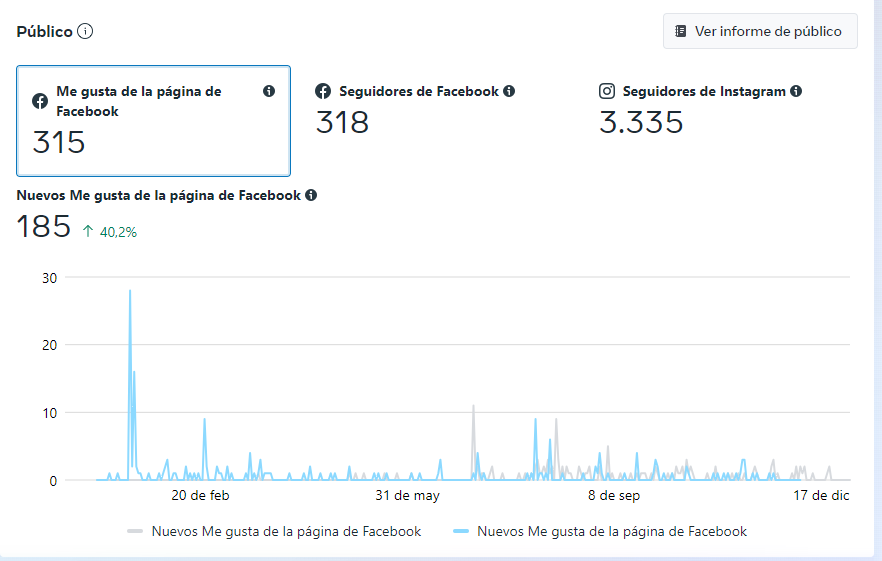 Público
Ver informe de público
Me gusta de la página de
Facebook
315
Seguidores de Facebook
318
Seguidores de Instagram
3.335
Nuevos Me gusta de la página de Facebook
185 ↑ 40,2%
30
20
10
0
20 de feb 31 de may 8 de sep 17 de dic
Nuevos Me gusta de la página de Facebook Nuevos Me gusta de la página de Facebook